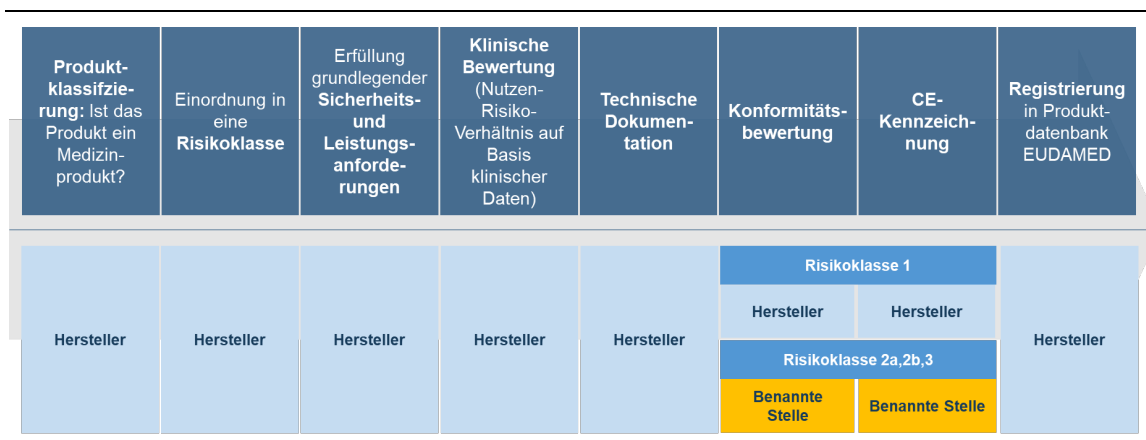 Produkt-
klassifzie-
rung: Ist das
Produkt ein
Medizin-
produkt?
Einordnung in
eine
Risikoklasse
Erfüllung
grundlegender
Sicherheits-
und
Leistungs-
anforde-
rungen
Klinische
Bewertung
(Nutzen-
Risiko-
Verhältnis auf
Basis
klinischer
Daten)
Technische
Dokumen-
tation
Konformitäts-
bewertung
CE-
Kennzeich-
nung
Registrierung
in Produkt-
datenbank
EUDAMED
Hersteller
Hersteller
Hersteller
Hersteller
Hersteller
Risikoklasse 1
Hersteller
Hersteller
Risikoklasse 2a,2b,3
Benannte
Stelle
Benannte Stelle
Hersteller